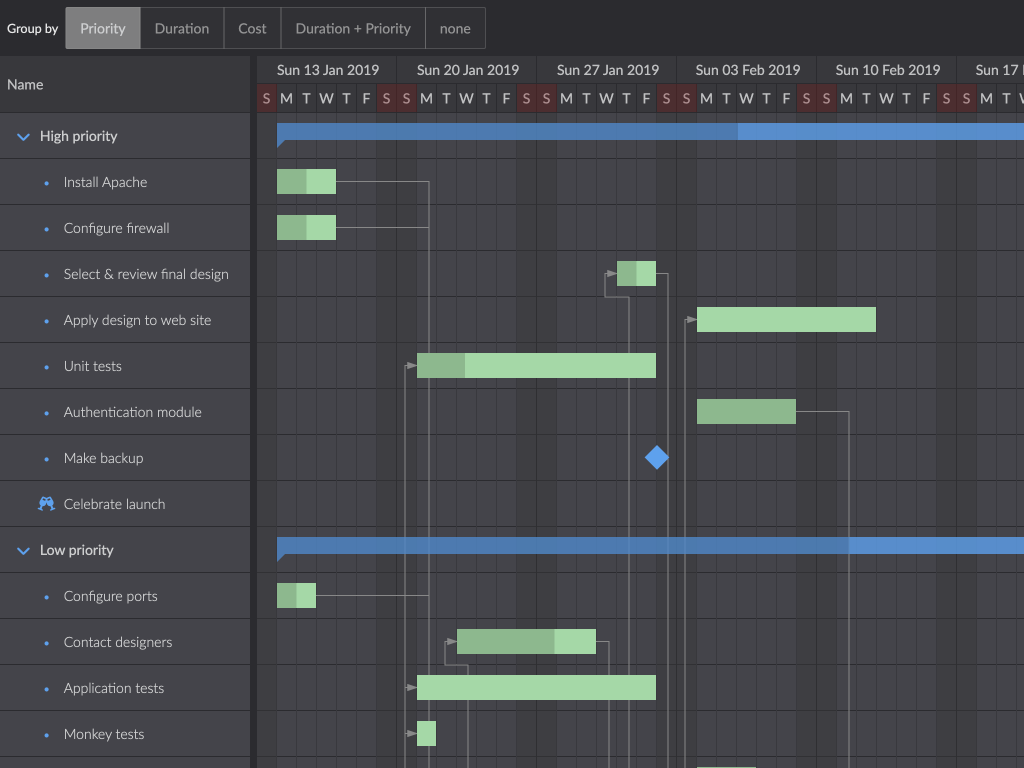 Group by Priority Duration Cost Duration + Priority none
Name
Sun 13 Jan 2019 Sun 20 Jan 2019 Sun 27 Jan 2019 Sun 03 Feb 2019 Sun 10 Feb 2019 Sun 17
S M T W T F S S M T W T F S S M T W T F S S M T W T F S S M T W T F S S M T W
High priority
Install Apache
Configure firewall
Select & review final design
Apply design to web site
Unit tests
Authentication module
Make backup
Celebrate launch
Low priority
Configure ports
Contact designers
Application tests
Monkey tests